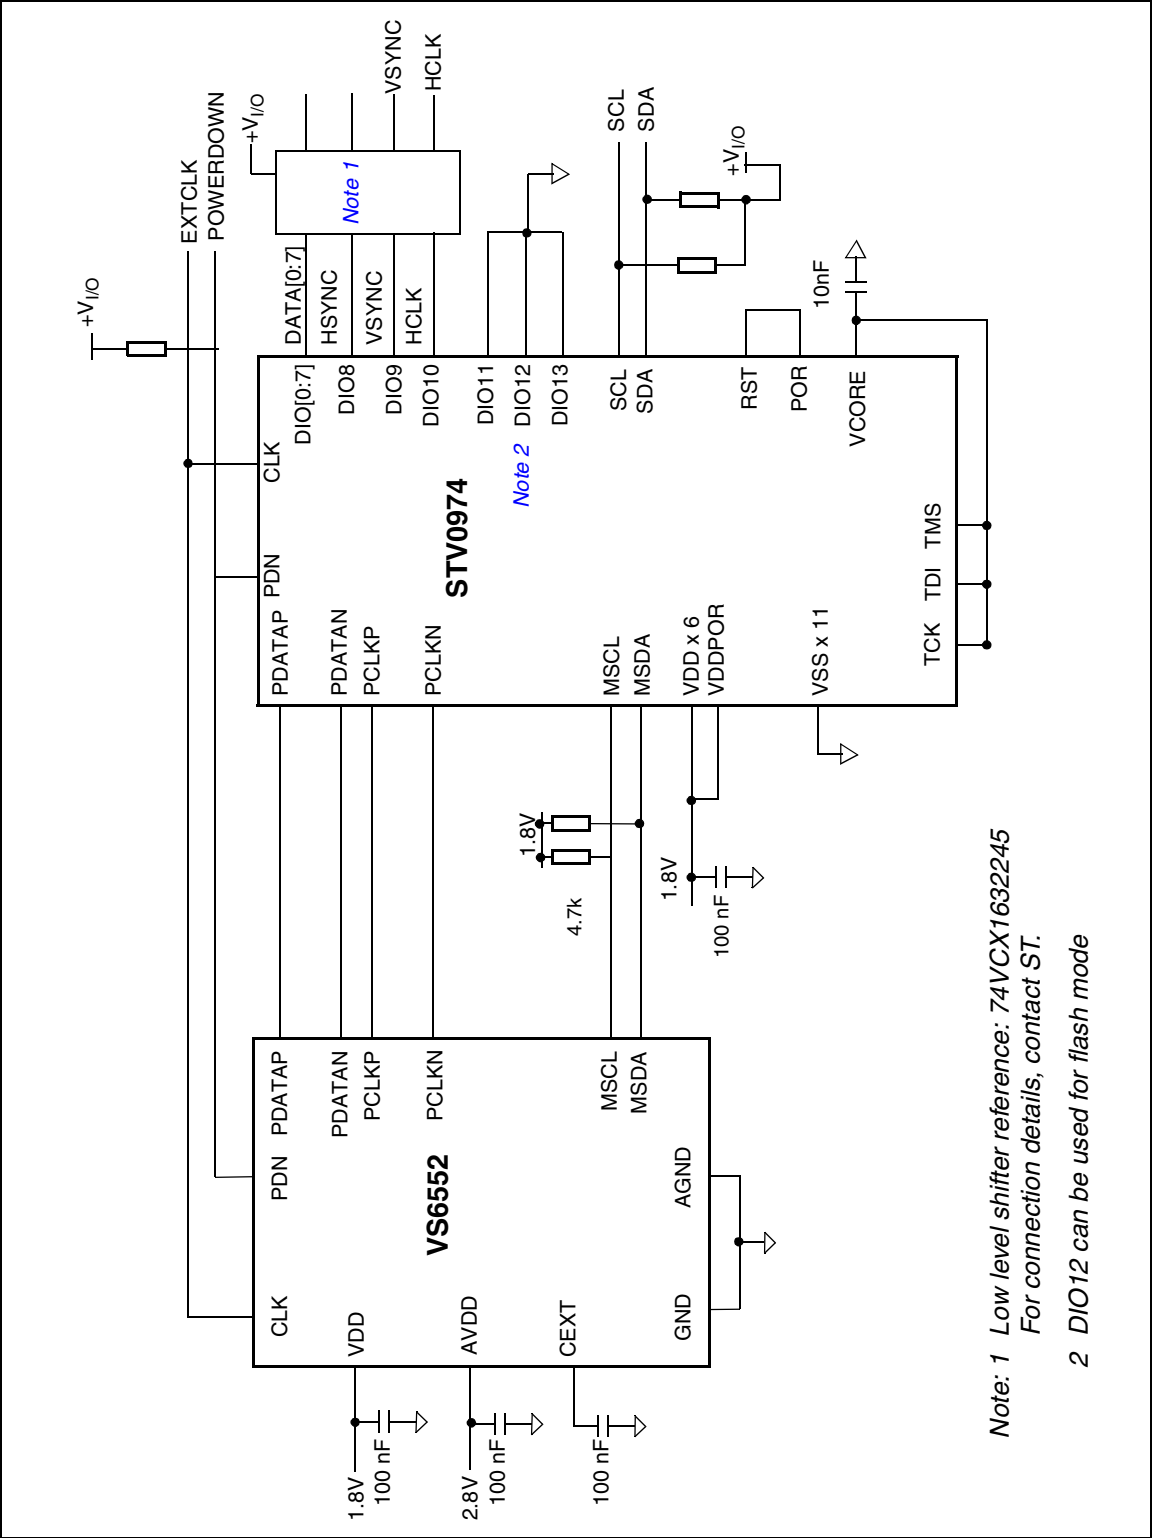 +V I/O
EXTCLK
POWERDOWN
+V I/O
VSYNC
HCLK
Note 1
DATA[0:7]
HSYNC
VSYNC
HCLK
SCL
SDA
+V I/O
10nF
CLK
PDN
DIO[0:7]
DIO8
DIO9
DIO10
DIO11
DIO12
DIO13
Note 2
SCL
SDA
RST
POR
VCORE
STV0974
PDATAP
PDATAN
PCLKP
PCLKN
MSCL
MSDA
VDD x 6
VDDPOR
VSS x 11
TCK
TDI
TMS
1.8V
4.7k
1.8V
100 nF
PDATAP
PDATAN
PCLKP
PCLKN
MSCL
MSDA
PDN
CLK
VS6552
VDD
AVDD
CEXT
GND
AGND
1.8V
100 nF
2.8V
100 nF
100 nF
Note: 1 Low level shifter reference: 74VCX1632245
For connection details, contact ST.
2 DIO12 can be used for flash mode